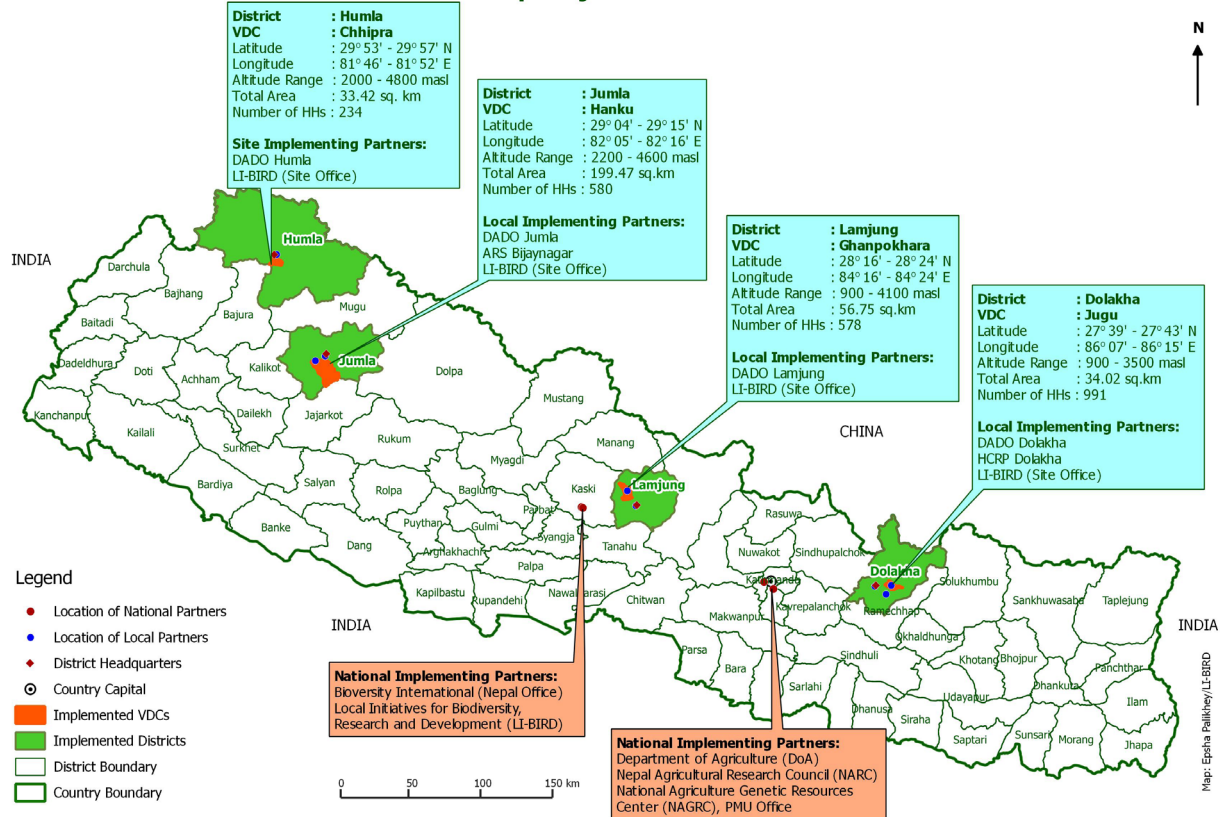 District : Humla
VDC : Chhipra
Latitude : 29° 53' - 29° 57' N
Longitude : 81° 46' - 81° 52' E
Altitude Range : 2000 - 4800 masl
Total Area : 33.42 sq. km
Number of HHs : 234
Site Implementing Partners:
DADO Humla
LI-BIRD (Site Office)
District : Jumla
VDC : Hanku
Latitude : 29° 04' - 29° 15' N
Longitude : 82° 05' - 82° 16' E
Altitude Range : 2200 - 4600 masl
Total Area : 199.47 sq.km
Number of HHs : 580
Local Implementing Partners:
DADO Jumla
ARS Bijaynagar
LI-BIRD (Site Office)
District : Lamjung
VDC : Ghanpokhara
Latitude : 28° 16' - 28° 24' N
Longitude : 84° 16' - 84° 24' E
Altitude Range : 900 - 4100 masl
Total Area : 56.75 sq.km
Number of HHs : 578
Local Implementing Partners:
DADO Lamjung
LI-BIRD (Site Office)
District : Dolakha
VDC : Jugu
Latitude : 27° 39' - 27° 43' N
Longitude : 86° 07' - 86° 15' E
Altitude Range : 900 - 3500 masl
Total Area : 34.02 sq.km
Number of HHs : 991
Local Implementing Partners:
DADO Dolakha
HCRP Dolakha
LI-BIRD (Site Office)
N
INDIA
CHINA
INDIA
INDIA
Humla
Darchula
Bajhang
Bajura
Mugu
Baitadi
Dadeldhura
Doti
Achham
Kalikot
Jumla
Dolpa
Kanchanpur
Kailali
Dailekh
Jajarkot
Mustang
Surkhet
Rukum
Manang
Myagdi
Bardiya
Salyan
Rolpa
Baglung
Kaski
Lamjung
Parbat
Banke
Dang
Puythan
Gulmi
Syangja
Arghakhachi
Tanahu
Palpa
Kapilbastu
Rupandehi
Nawalparasi
Chitwan
Rasuwa
Nuwakot
Sindhupalchok
Dolakha
Kathmandu
Kavrepalanchok
Ramechhap
Solukhumbu
Sankhuwasaba
Taplejung
Makwanpur
Okhaldhunga
Parsa
Bara
Sindhuli
Khotang
Bhojpur
Panchthar
Sarlahi
Udayapur
Dhankuta
Ilam
Dhanusa
Siraha
Saptari
Sunsari
Morang
Jhapa
Legend
Location of National Partners
Location of Local Partners
District Headquarters
Country Capital
Implemented VDCs
Implemented Districts
District Boundary
Country Boundary
National Implementing Partners:
Bioversity International (Nepal Office)
Local Initiatives for Biodiversity,
Research and Development (LI-BIRD)
National Implementing Partners:
Department of Agriculture (DoA)
Nepal Agricultural Research Council (NARC)
National Agriculture Genetic Resources
Center (NAGRC), PMU Office
0 50 100 150 km
Map: Epsha Palikhey/LI-BIRD